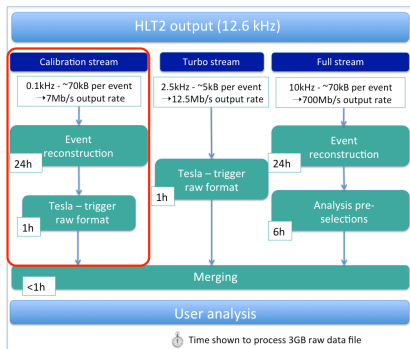 HLT2 output (12.6 kHz)
Calibration stream
Turbo stream
Full stream
0.1kHz - ~70kB per event
→7Mb/s output rate
2.5kHz - ~5kB per event
→12.5Mb/s output rate
10kHz - ~70kB per event
→700Mb/s output rate
Event
reconstruction
24h
Tesla – trigger
raw format
1h
Tesla – trigger
raw format
1h
Event
reconstruction
24h
Analysis pre-
selections
6h
Merging
<1h
User analysis
Time shown to process 3GB raw data file